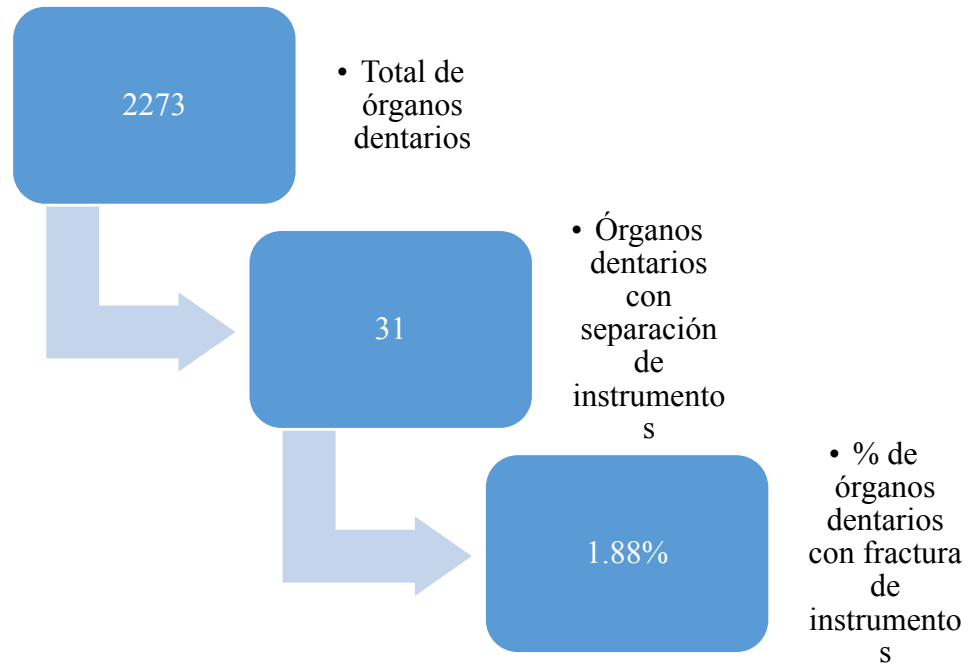 2273
• Total de
órganos
dentarios
31
• Órganos
dentarios
con
separación
de
instrumento
s
1.88%
• % de
órganos
dentarios
con fractura
de
instrumento
s